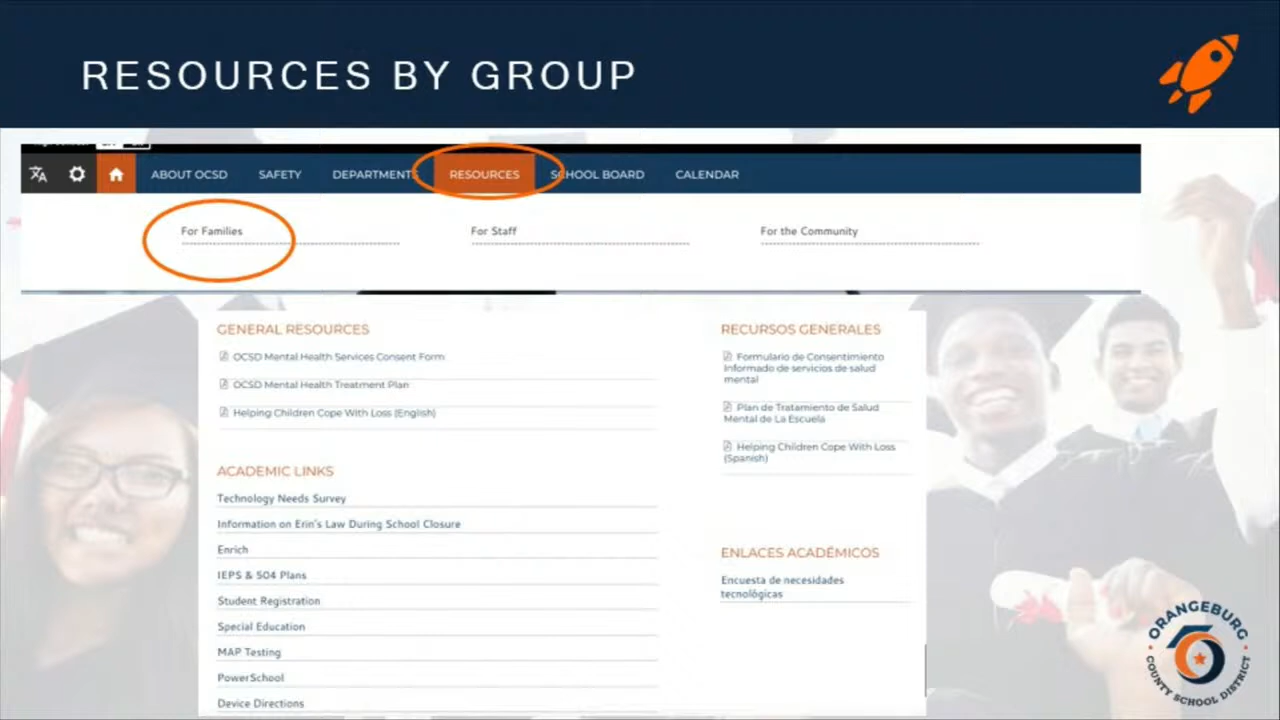 RESOURCES BY GROUP
ABOUT OCSD SAFETY DEPARTMENTS RESOURCES SCHOOL BOARD CALENDAR
For Families For Staff For the Community
GENERAL RESOURCES
OCSD Mental Health Services Consent Form
OCSD Mental Health Treatment Plan
Helping Children Cope With Loss (English)
ACADEMIC LINKS
Technology Needs Survey
Information on Erin's Law During School Closure
Enrich
IEPS & 504 Plans
Student Registration
Special Education
MAP Testing
PowerSchool
Device Directions
RECURSOS GENERALES
Formulario de Consentimiento
Informado de servicios de salud
mental
Plan de Tratamiento de Salud
Mental de La Escuela
Helping Children Cope With Loss
(Spanish)
ENLACES ACADÉMICOS
Encuesta de necesidades
tecnológicas
ORANGEBURG
COUNTY SCHOOL DISTRICT